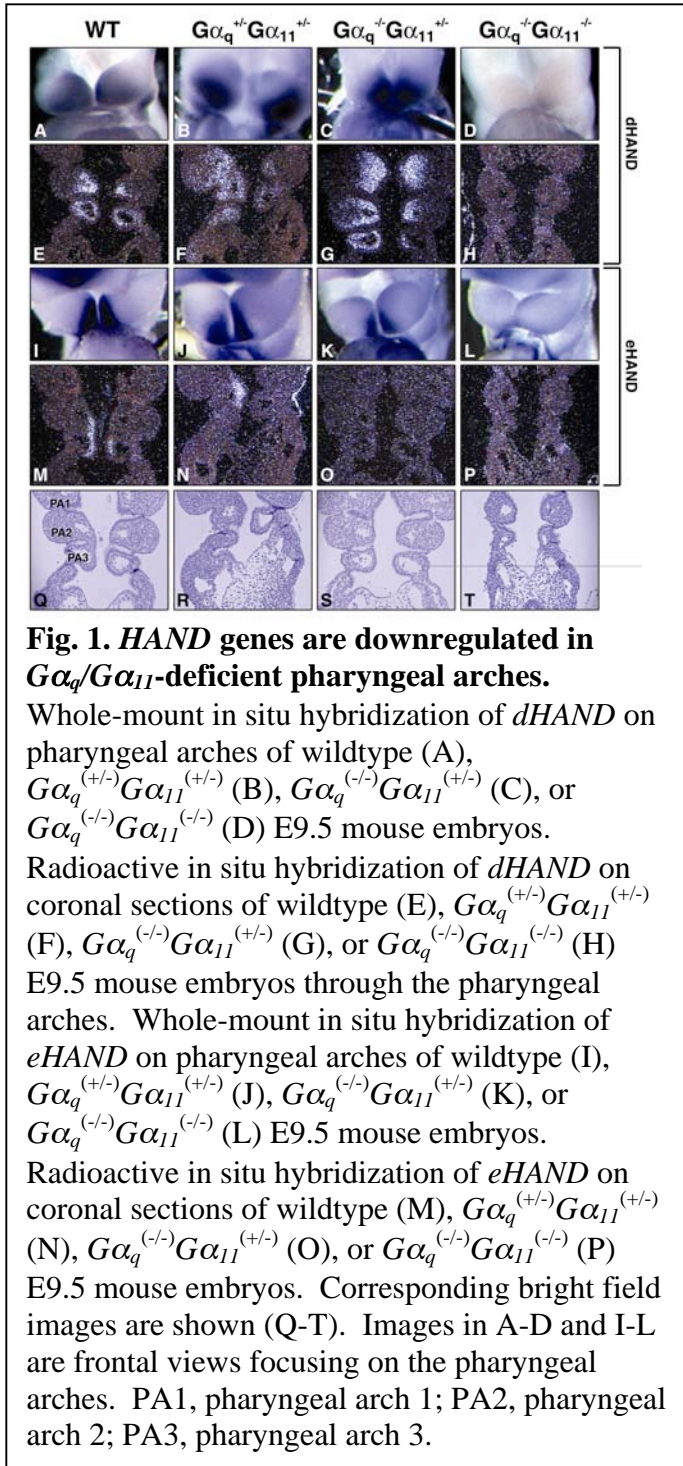 WT Gαq+/-Gα11+/- Gαq-/-Gα11+/- Gαq-/-Gα11-/-
A B C D
dHAND
E F G H
I J K L
eHAND
M N O P
PA1
PA2
PA3
Q R S T
Fig. 1. HAND genes are downregulated in
Gαq/Gα11-deficient pharyngeal arches.
Whole-mount in situ hybridization of dHAND on
pharyngeal arches of wildtype (A),
Gαq(+/-)Gα11(+/-) (B), Gαq(-/-)Gα11(+/-) (C), or
Gαq(-/-)Gα11(-/-) (D) E9.5 mouse embryos.
Radioactive in situ hybridization of dHAND on
coronal sections of wildtype (E), Gαq(+/-)Gα11(+/-)
(F), Gαq(-/-)Gα11(+/-) (G), or Gαq(-/-)Gα11(-/-) (H)
E9.5 mouse embryos through the pharyngeal
arches. Whole-mount in situ hybridization of
eHAND on pharyngeal arches of wildtype (I),
Gαq(+/-)Gα11(+/-) (J), Gαq(-/-)Gα11(+/-) (K), or
Gαq(-/-)Gα11(-/-) (L) E9.5 mouse embryos.
Radioactive in situ hybridization of eHAND on
coronal sections of wildtype (M), Gαq(+/-)Gα11(+/-)
(N), Gαq(-/-)Gα11(+/-) (O), or Gαq(-/-)Gα11(-/-) (P)
E9.5 mouse embryos. Corresponding bright field
images are shown (Q-T). Images in A-D and I-L
are frontal views focusing on the pharyngeal
arches. PA1, pharyngeal arch 1; PA2, pharyngeal
arch 2; PA3, pharyngeal arch 3.